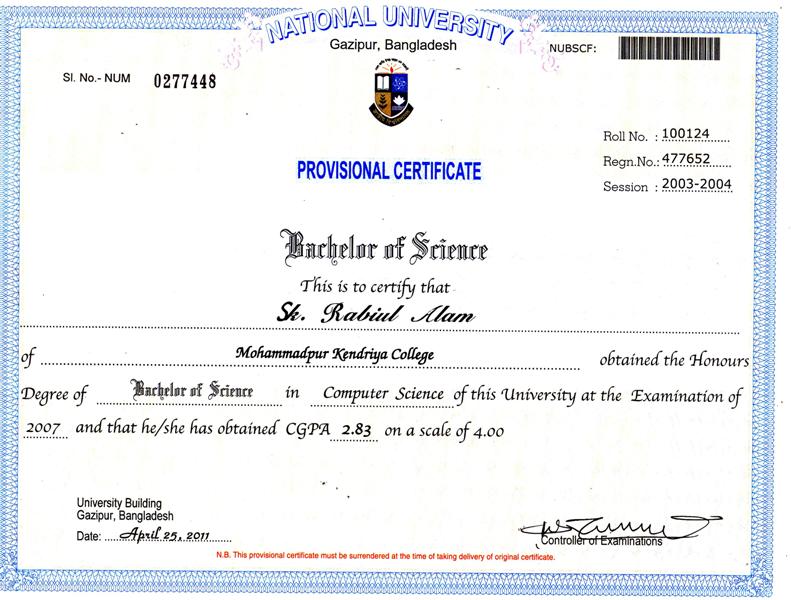 NATIONAL UNIVERSITY
Gazipur, Bangladesh
NUBSCF:
Sl. No.- NUM 0277448
Roll No. : 100124
Regn.No.: 477652
Session : 2003-2004
PROVISIONAL CERTIFICATE
Bachelor of Science
This is to certify that
Sk. Rabiul Alam
of Mohammadpur Kendriya College obtained the Honours
Degree of Bachelor of Science in Computer Science of this University at the Examination of
2007 and that he/she has obtained CGPA 2.83 on a scale of 4.00
University Building
Gazipur, Bangladesh
Date: April 25, 2011
Controller of Examinations
N.B. This provisional certificate must be surrendered at the time of taking delivery of original certificate.